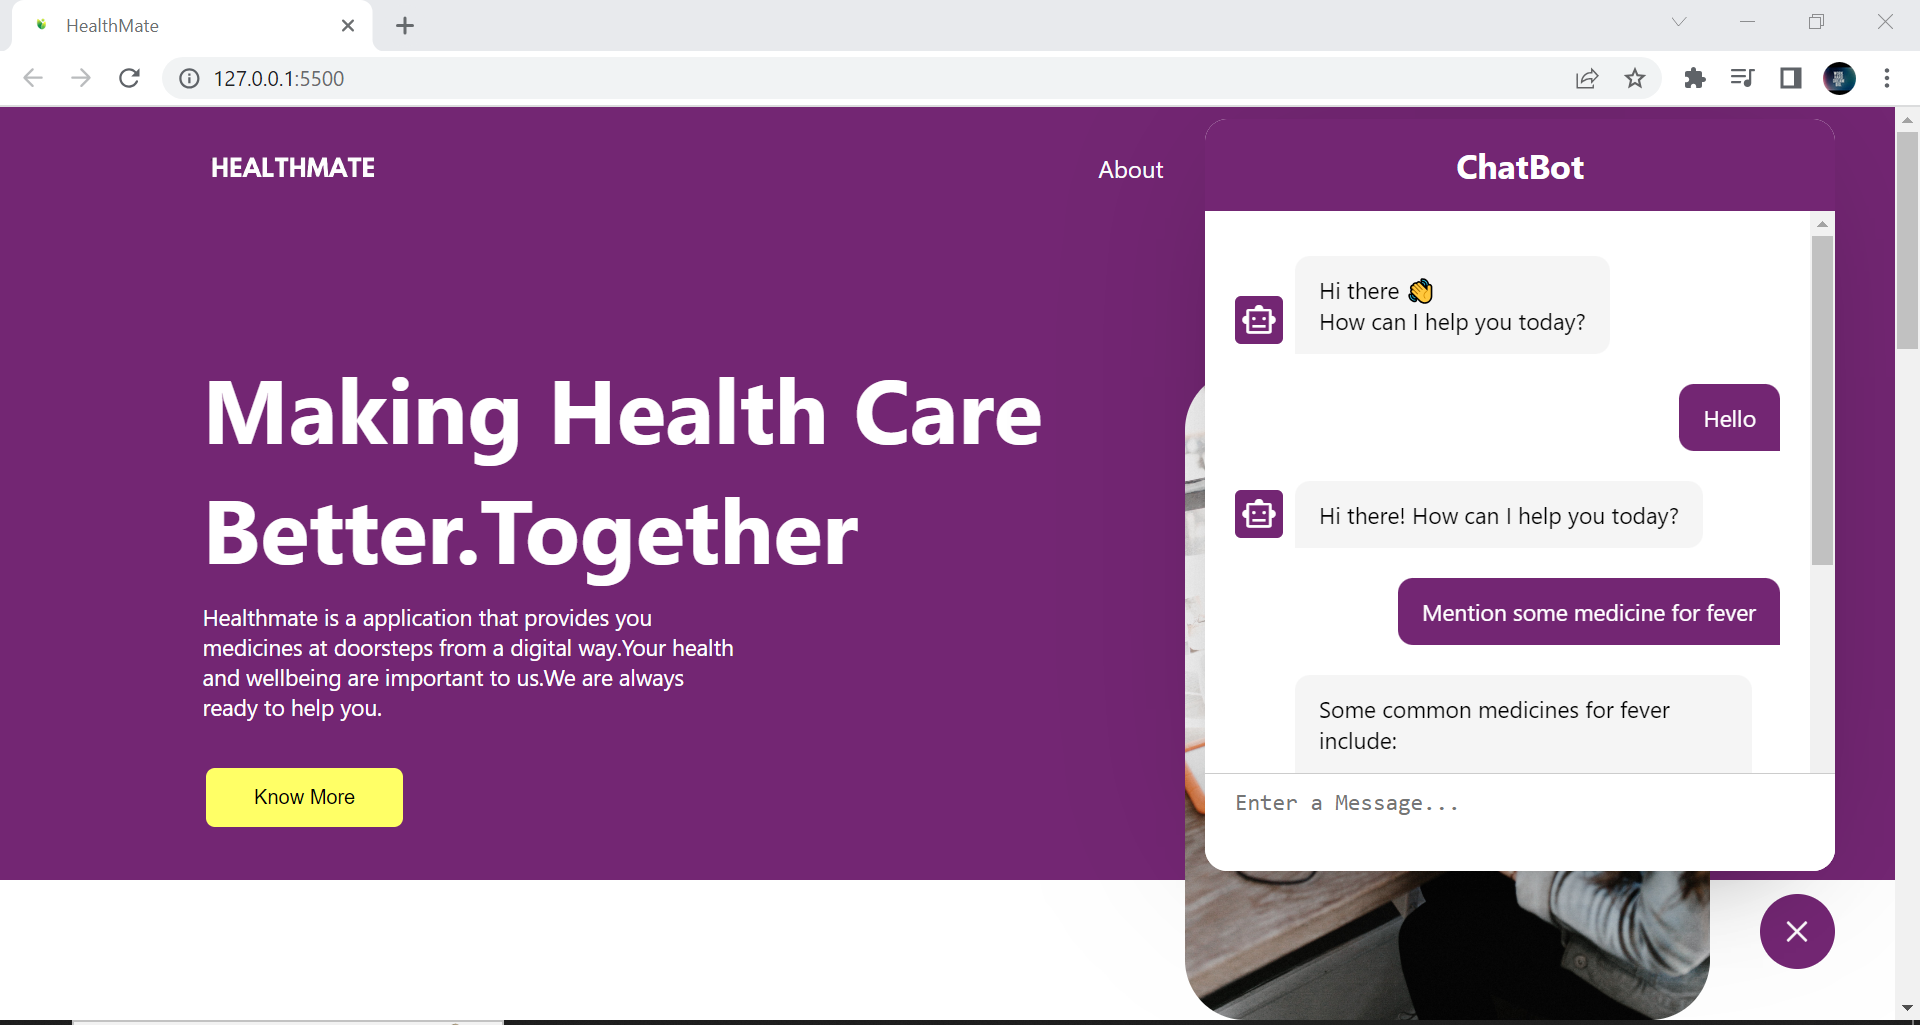 HealthMate
127.0.0.1:5500
HEALTHMATE
About
Making Health Care
Better.Together
Healthmate is a application that provides you
medicines at doorsteps from a digital way.Your health
and wellbeing are important to us.We are always
ready to help you.
Know More
ChatBot
Hi there 👋
How can I help you today?
Hello
Hi there! How can I help you today?
Mention some medicine for fever
Some common medicines for fever
include:
Enter a Message...